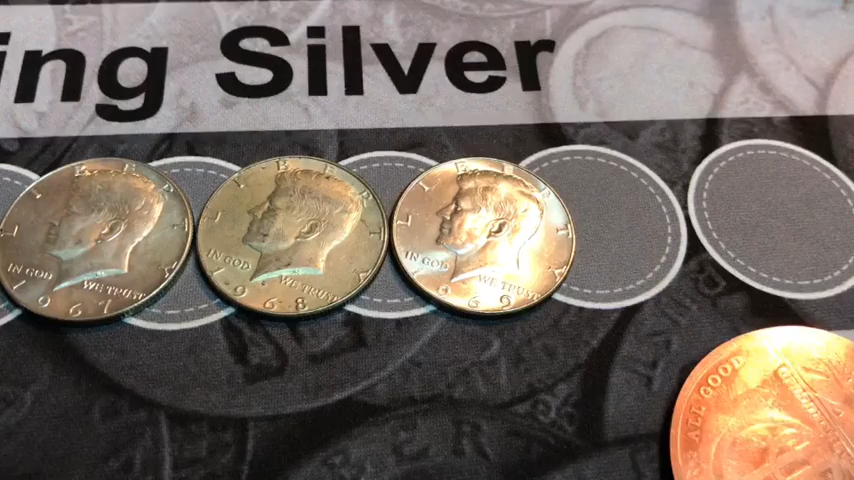 ing Silver
LIBERTY
IN GOD WE TRUST
1967
LIBERTY
IN GOD WE TRUST
1968
LIBERTY
IN GOD WE TRUST
1969
ALL GOOD